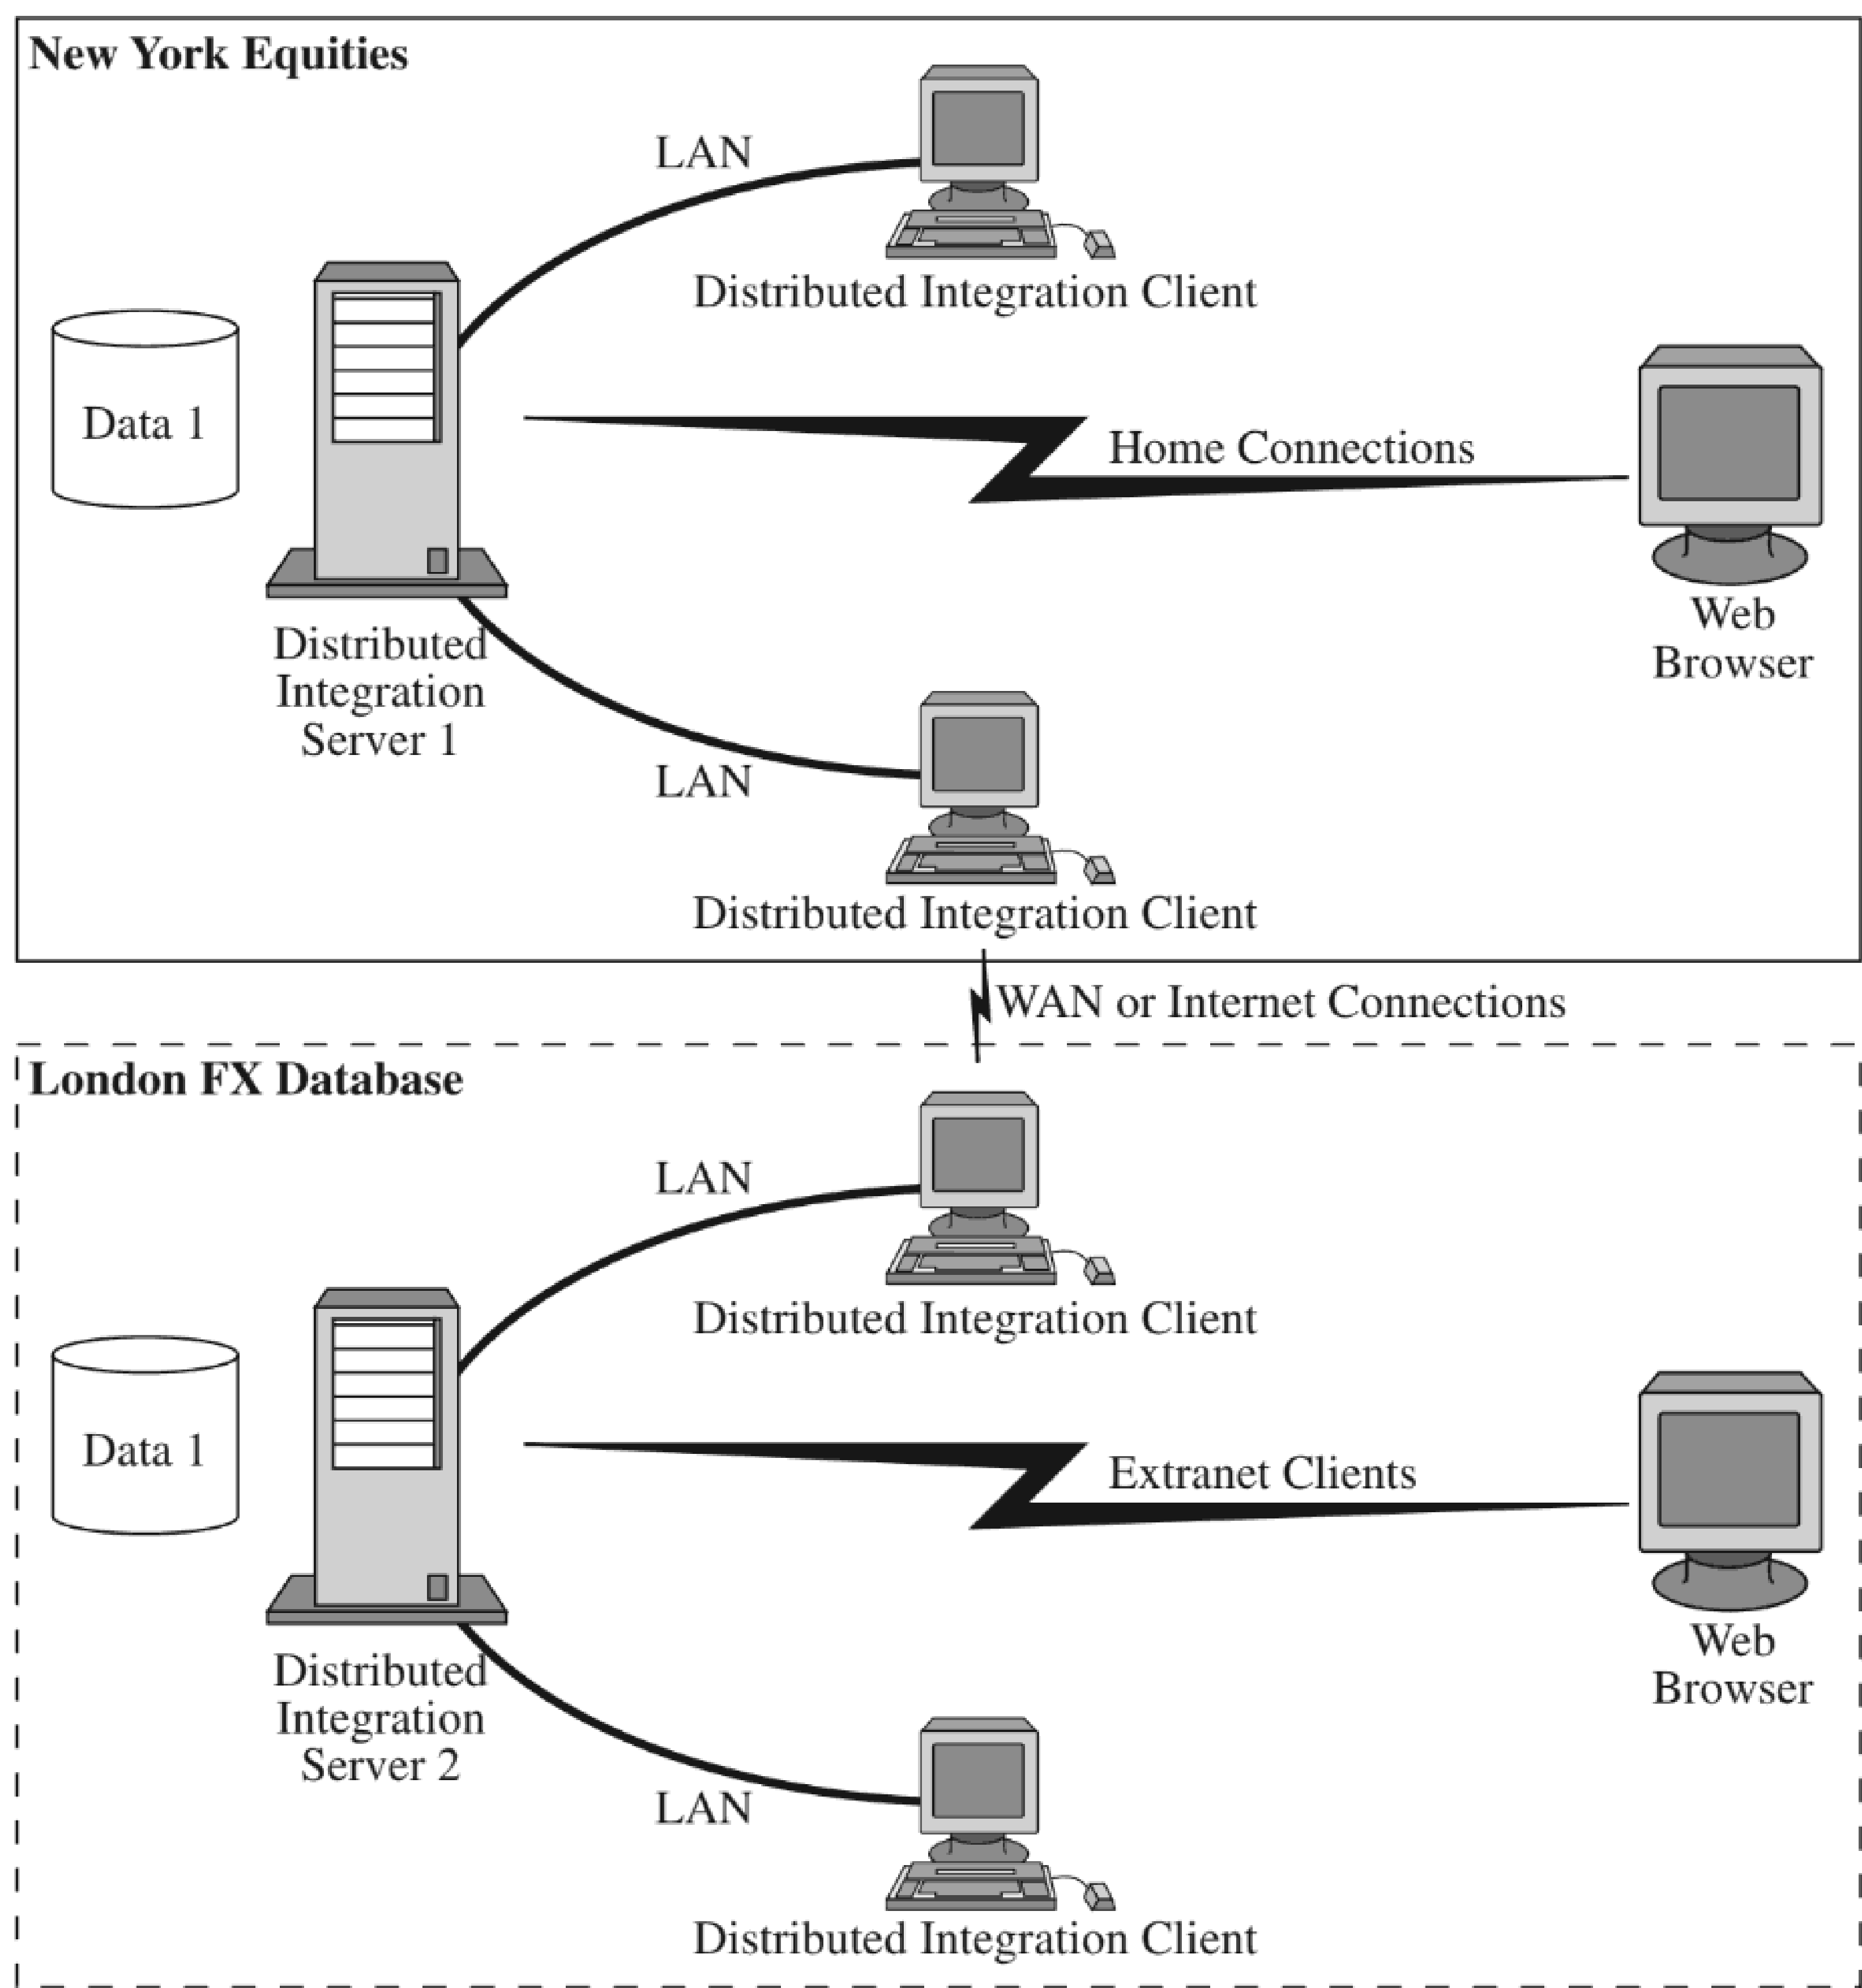 New York Equities
LAN
Distributed Integration Client
Data 1
Home Connections
Distributed
Integration
Server 1
Web
Browser
LAN
Distributed Integration Client
WAN or Internet Connections
London FX Database
LAN
Distributed Integration Client
Data 1
Extranet Clients
Distributed
Integration
Server 2
Web
Browser
LAN
Distributed Integration Client